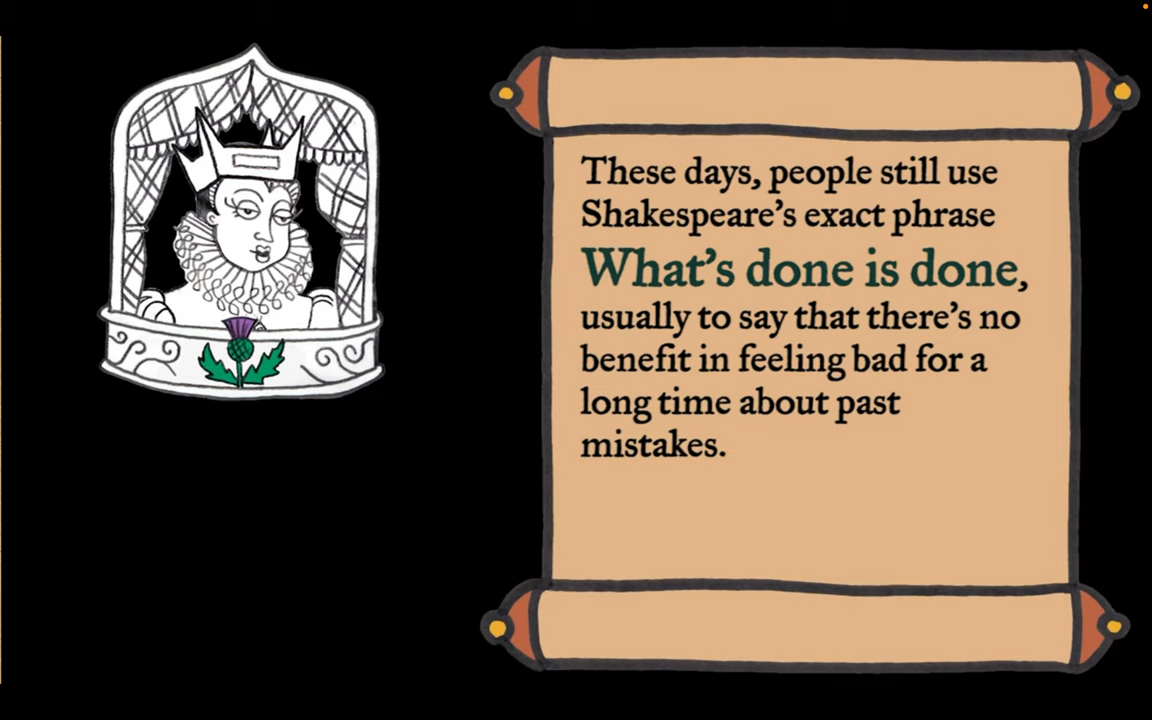 These days, people still use
Shakespeare's exact phrase
What's done is done,
usually to say that there's no
benefit in feeling bad for a
long time about past
mistakes.